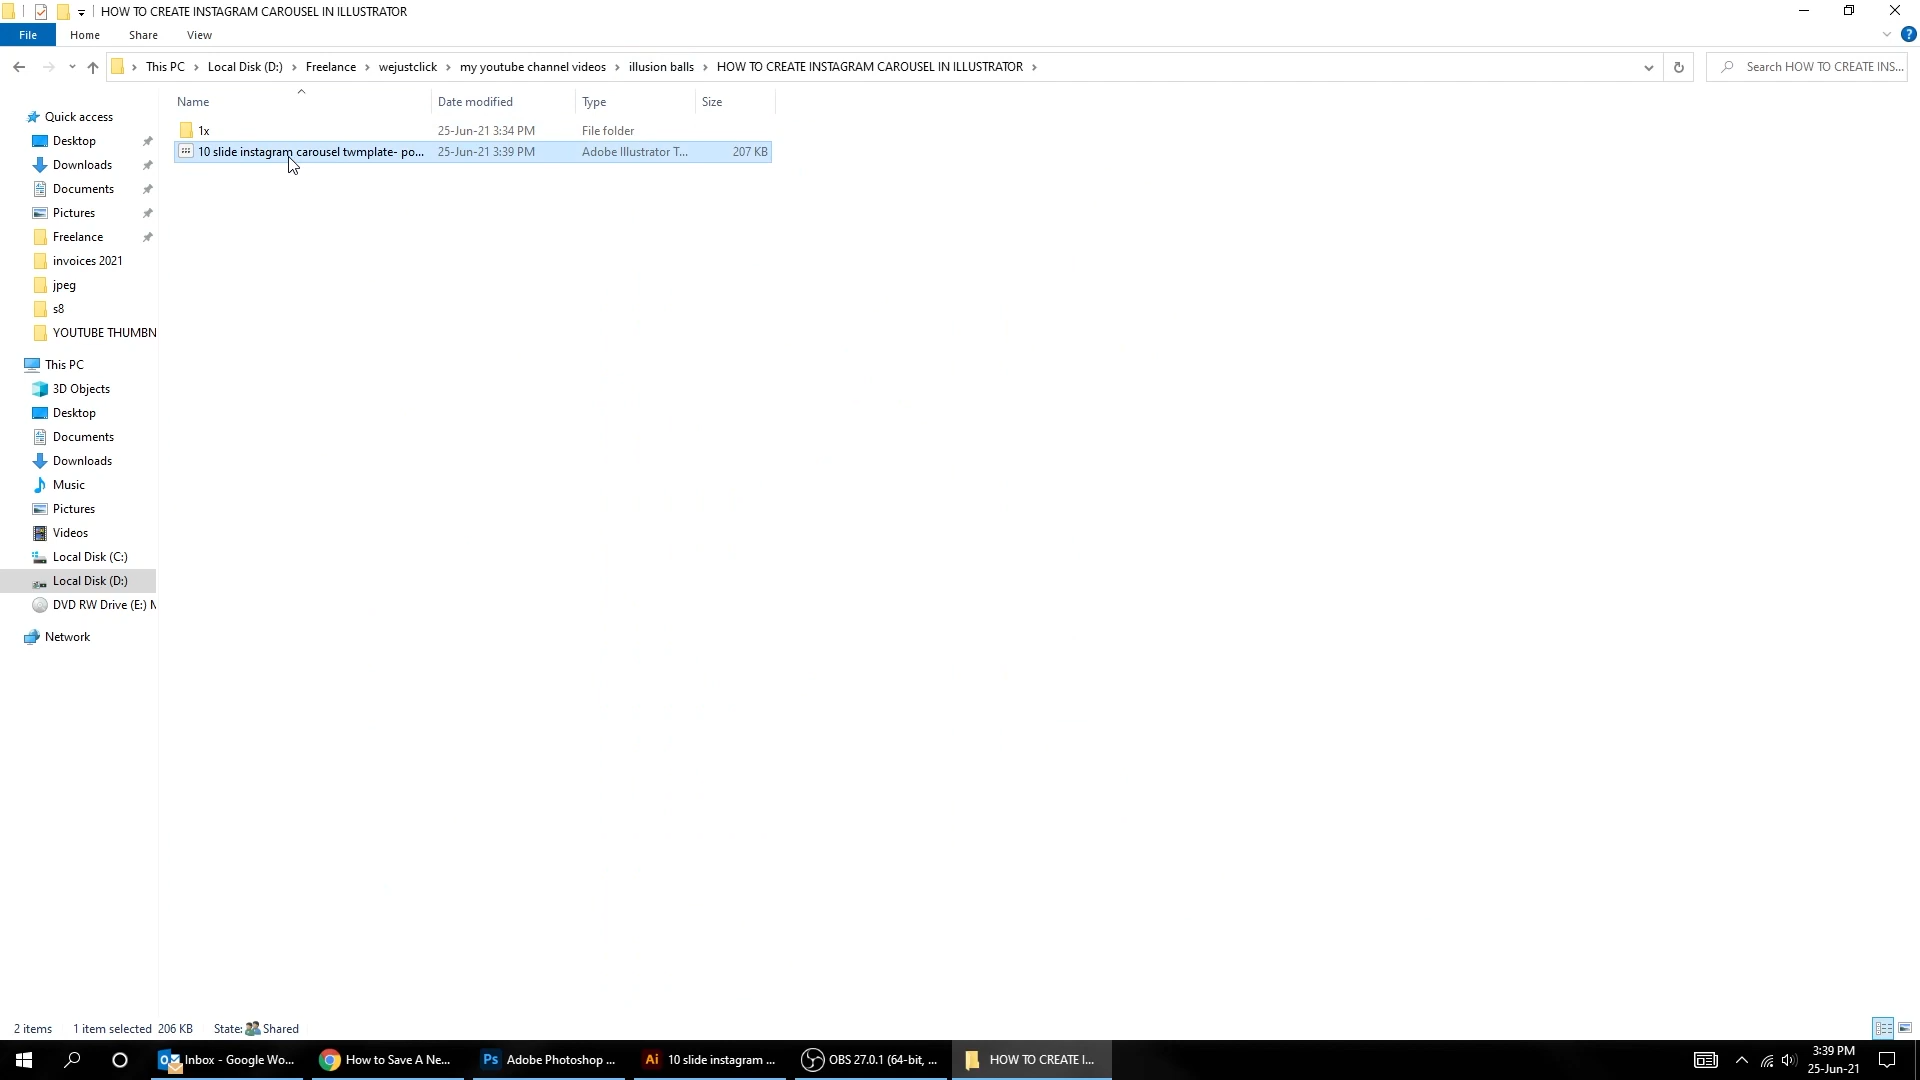 HOW TO CREATE INSTAGRAM CAROUSEL IN ILLUSTRATOR
File Home Share View
This PC Local Disk (D:) Freelance wejustclick my youtube channel videos illusion balls HOW TO CREATE INSTAGRAM CAROUSEL IN ILLUSTRATOR Search HOW TO CREATE INS...
Name Date modified Type Size
1x 25-Jun-21 3:34 PM File folder
10 slide instagram carousel twmplate- po... 25-Jun-21 3:39 PM Adobe Illustrator T... 207 KB
Quick access
Desktop
Downloads
Documents
Pictures
Freelance
invoices 2021
jpeg
s8
YOUTUBE THUMBN
This PC
3D Objects
Desktop
Documents
Downloads
Music
Pictures
Videos
Local Disk (C:)
Local Disk (D:)
DVD RW Drive (E:) M
Network
2 items 1 item selected 206 KB State: Shared
Inbox - Google Wo... How to Save A Ne... Ps Adobe Photoshop ... Ai 10 slide instagram ... OBS 27.0.1 (64-bit, ... HOW TO CREATE I... 3:39 PM
25-Jun-21